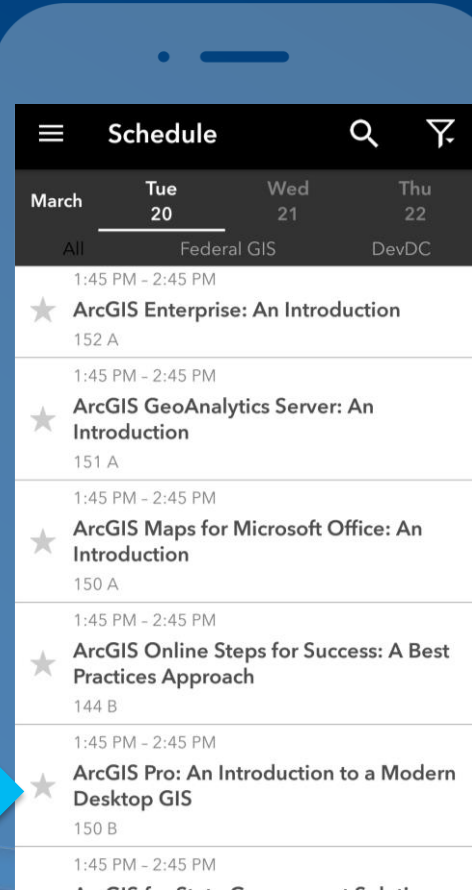 Schedule
March
Tue Wed Thu
20 21 22
All Federal GIS DevDC
1:45 PM – 2:45 PM
ArcGIS Enterprise: An Introduction
152 A
1:45 PM – 2:45 PM
ArcGIS GeoAnalytics Server: An
Introduction
151 A
1:45 PM – 2:45 PM
ArcGIS Maps for Microsoft Office: An
Introduction
150 A
1:45 PM – 2:45 PM
ArcGIS Online Steps for Success: A Best
Practices Approach
144 B
1:45 PM – 2:45 PM
ArcGIS Pro: An Introduction to a Modern
Desktop GIS
150 B
1:45 PM – 2:45 PM